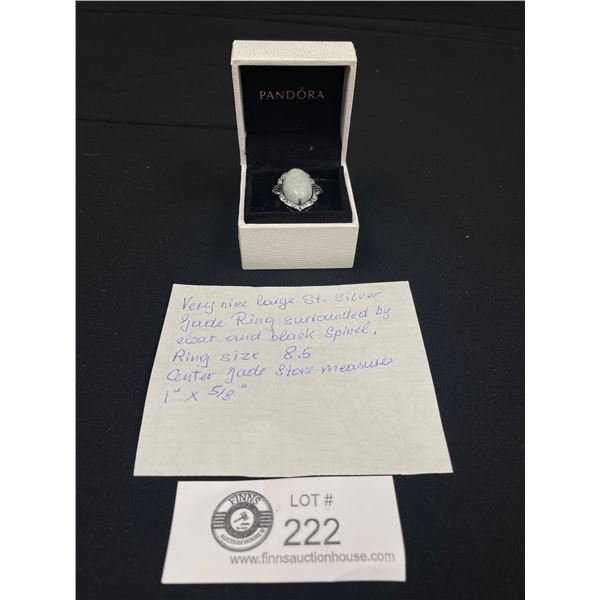 PANDÖRA
Very nice large St. Silver
Jade Ring surrounded by
clear and black Spinel,
Ring size 8.5
Center Jade Stone measures
1" x 5/8"
FINNS
AUCTION HOUSE
LOT #
222
www.finnsauctionhouse.com